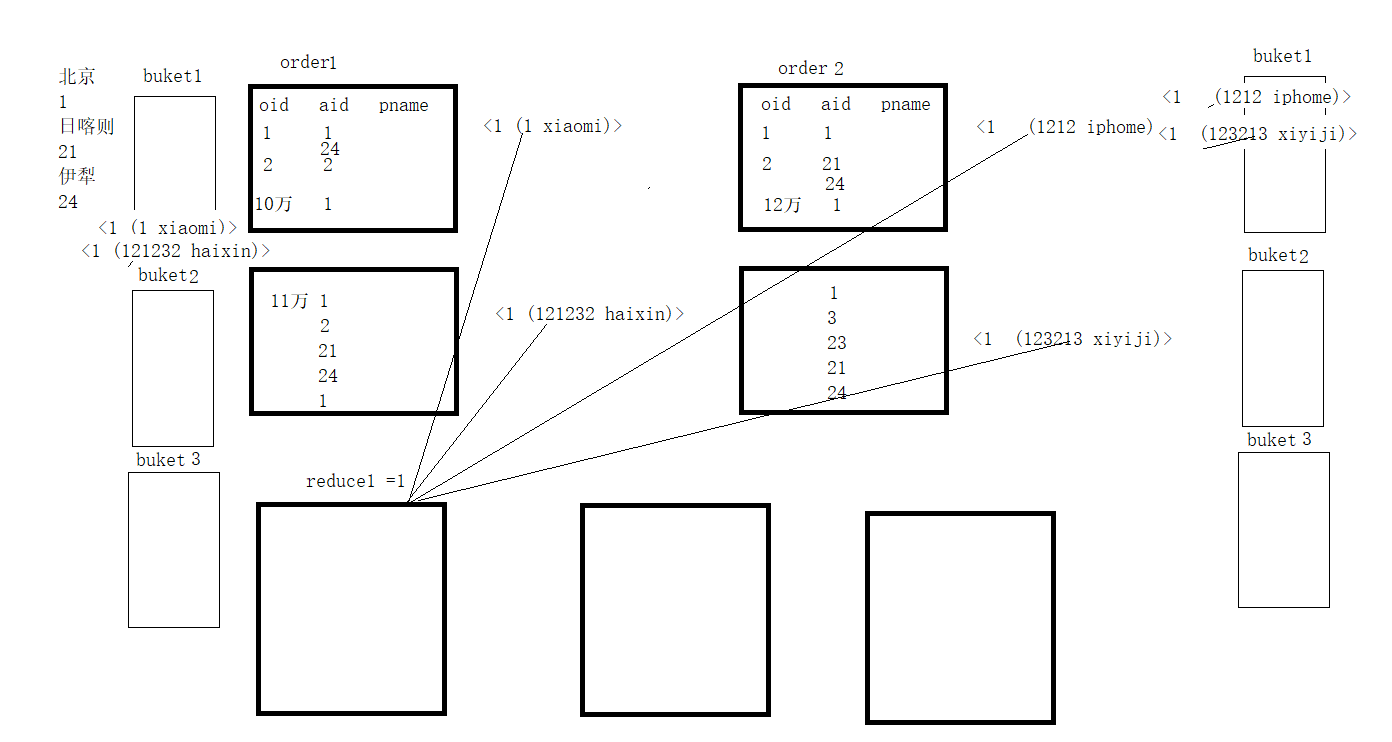 北京
1
日喀则
21
伊犁
24
buket1
<1 (1 xiaomi)>
<1 (121232 haixin)>
buket2
buket 3
order1
oid aid pname
1 1
24
2 2
10万 1
11万 1
2
21
24
1
<1 (1 xiaomi)>
<1 (121232 haixin)>
reduce1 =1
order 2
oid aid pname
1 1
2 21
24
12万 1
1
3
23
21
24
<1 (1212 iphome)
<1 (123213 xiyiji)>
buket1
<1 (1212 iphome)>
<1 (123213 xiyiji)>
buket2
buket 3